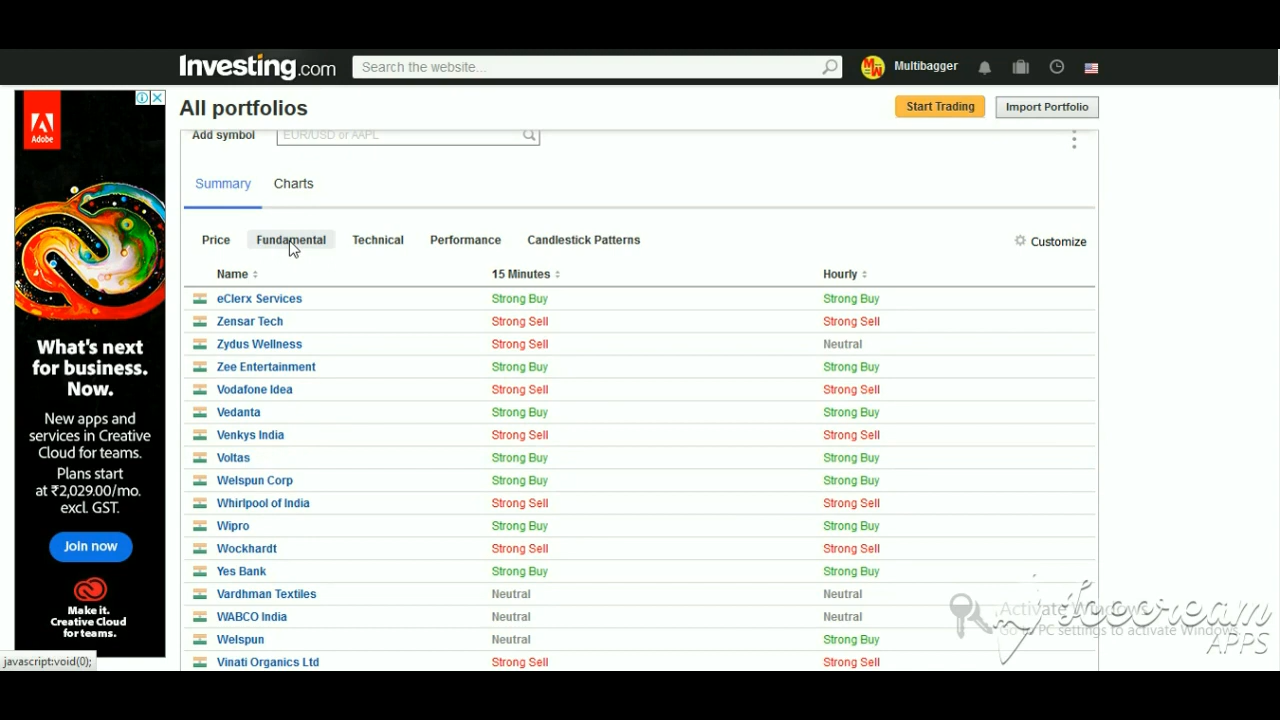 Investing.com Search the website... Multibagger
All portfolios Start Trading Import Portfolio
Add symbol EUR/USD or AAPL
Summary Charts
Price Fundamental Technical Performance Candlestick Patterns Customize
Name 15 Minutes Hourly
eClerx Services Strong Buy Strong Buy
Zensar Tech Strong Sell Strong Sell
Zydus Wellness Strong Sell Neutral
Zee Entertainment Strong Buy Strong Buy
Vodafone Idea Strong Sell Strong Sell
Vedanta Strong Buy Strong Buy
Venkys India Strong Sell Strong Sell
Voltas Strong Buy Strong Buy
Welspun Corp Strong Buy Strong Buy
Whirlpool of India Strong Sell Strong Sell
Wipro Strong Buy Strong Buy
Wockhardt Strong Sell Strong Sell
Yes Bank Strong Buy Strong Buy
Vardhman Textiles Neutral Neutral
WABCO India Neutral Neutral
Welspun Neutral Strong Buy
Vinati Organics Ltd Strong Sell Strong Sell
Adobe
What's next
for business.
Now.
New apps and
services in Creative
Cloud for teams.
Plans start
at ₹2,029.00/mo.
excl. GST.
Join now
Make it.
Creative Cloud
for teams.
javascript:void(0);
Activate Windows
Go to PC settings to activate Windows.
Icecream
APPS